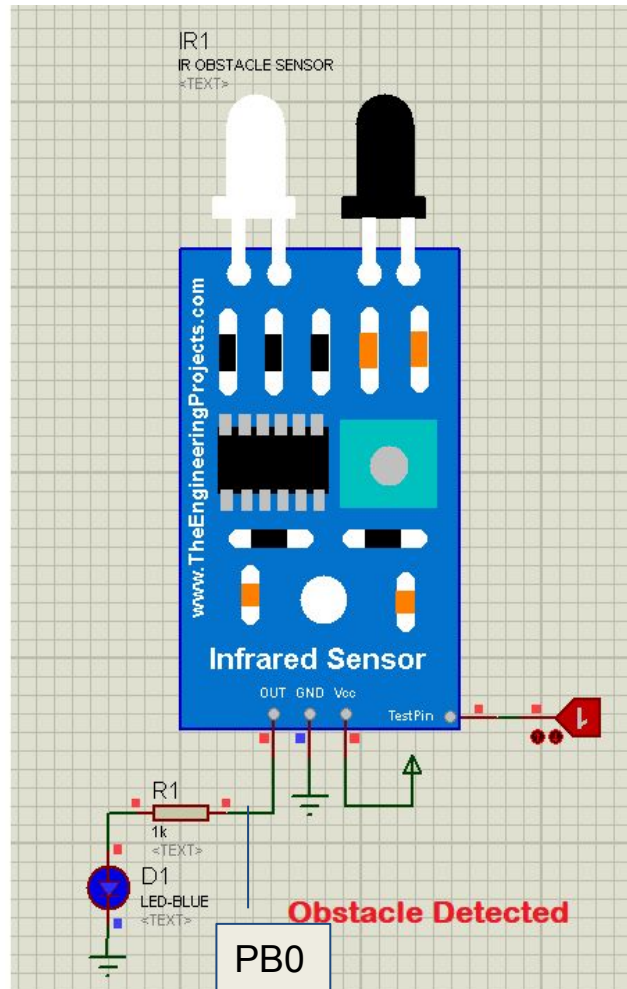 IR1
IR OBSTACLE SENSOR
<TEXT>
www.TheEngineeringProjects.com
Infrared Sensor
OUT GND Vcc
TestPin
1
R1
1k
<TEXT>
D1
LED-BLUE
<TEXT>
Obstacle Detected
PB0